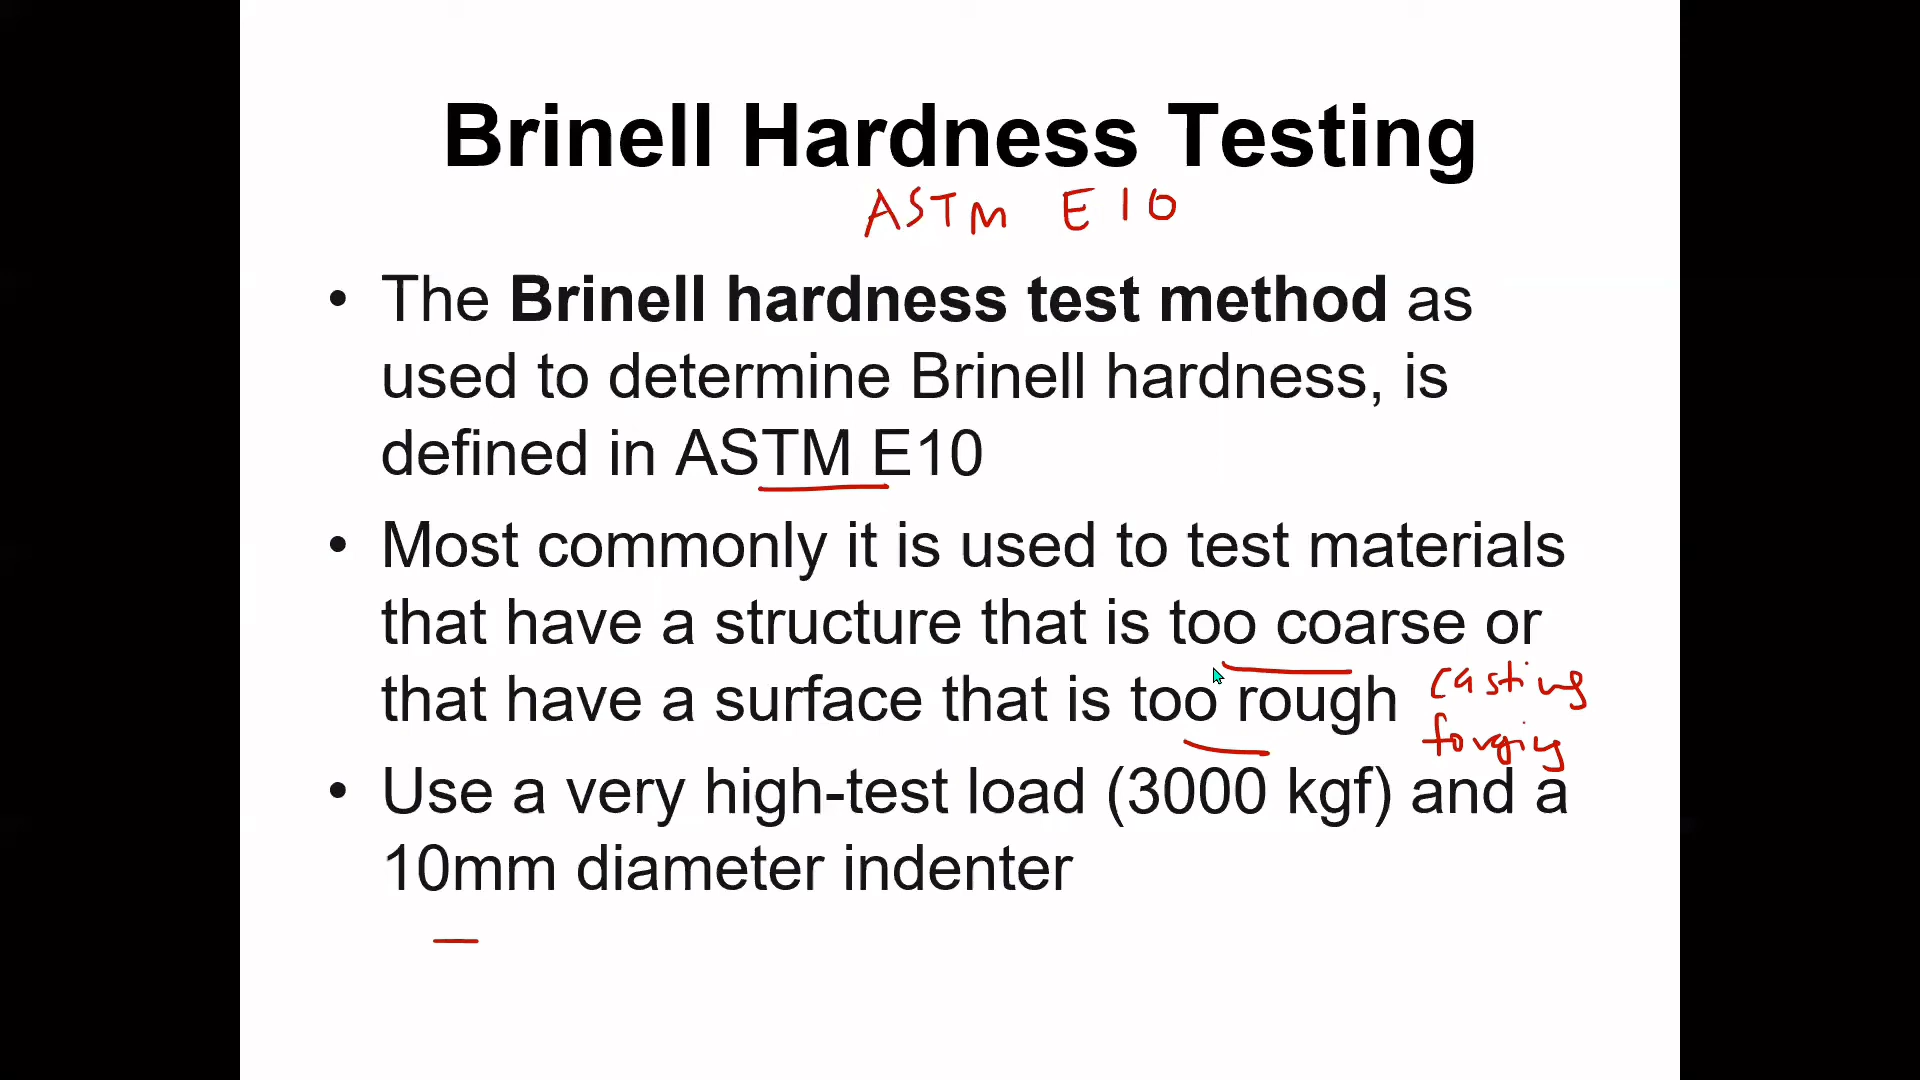 Brinell Hardness Testing
ASTM E10
• The Brinell hardness test method as
used to determine Brinell hardness, is
defined in ASTM E10
• Most commonly it is used to test materials
that have a structure that is too coarse or
that have a surface that is too rough
casting
forging
• Use a very high-test load (3000 kgf) and a
10mm diameter indenter